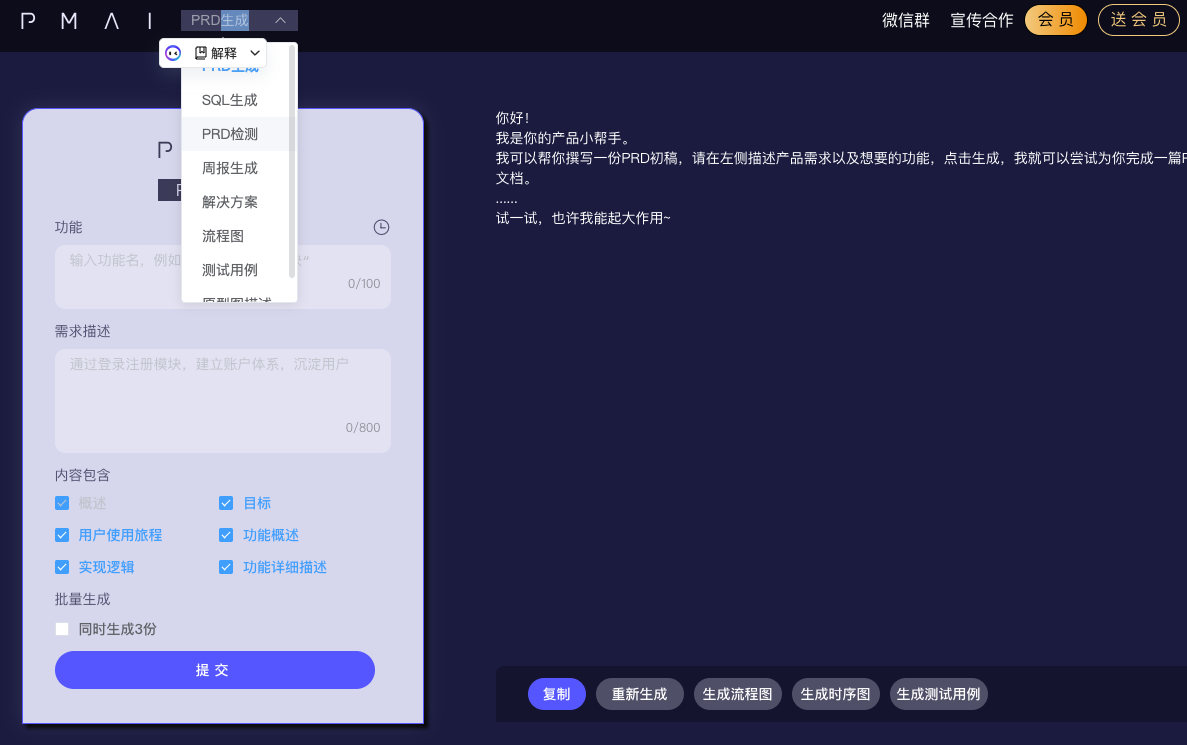 PMAI
PRD生成
微信群
宣传合作
会员
送会员
解释
PRD生成
SQL生成
PRD检测
周报生成
解决方案
流程图
测试用例
原型图描述
P
功能
输入功能名，例如
0/100
需求描述
通过登录注册模块，建立账户体系，沉淀用户
0/800
内容包含
概述
目标
用户使用旅程
功能概述
实现逻辑
功能详细描述
批量生成
同时生成3份
提交
你好！
我是你的产品小帮手。
我可以帮你撰写一份PRD初稿，请在左侧描述产品需求以及想要的功能，点击生成，我就可以尝试为你完成一篇
文档。
......
试一试，也许我能起大作用~
复制
重新生成
生成流程图
生成时序图
生成测试用例